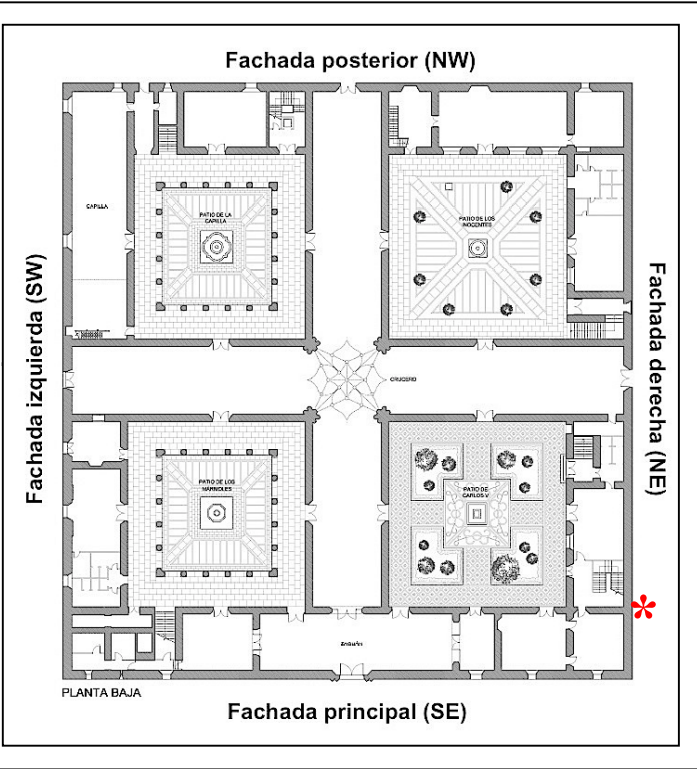 Fachada posterior (NW)
CAPILLA
PATIO DE LA
CAPILLA
PATIO DE LOS
INOCENTES
Fachada izquierda (SW)
Fachada derecha (NE)
CRUCERO
PATIO DE LOS
MARMOLES
PATIO DE
CARLOS V
ZAGUÁN
PLANTA BAJA
Fachada principal (SE)